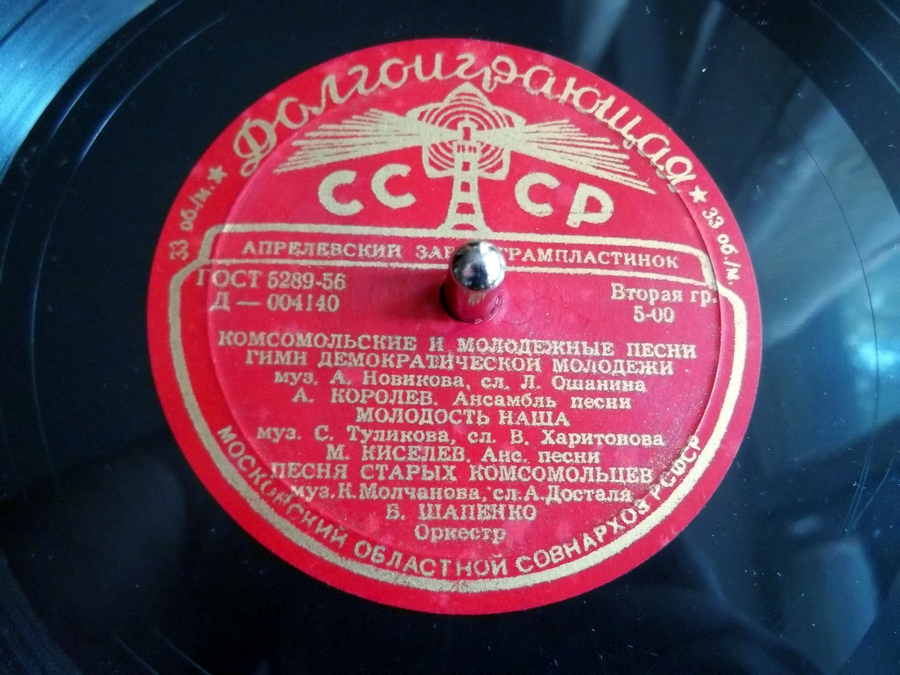 Долгоиграющая
33 об./м. ★
★ 33 об./м.
СССР
АПРЕЛЕВСКИЙ ЗАВ ГРАМПЛАСТИНОК
ГОСТ 5289-56
Вторая гр.
Д — 004140
5-00
КОМСОМОЛЬСКИЕ И МОЛОДЕЖНЫЕ ПЕСНИ
ГИМН ДЕМОКРАТИЧЕСКОЙ МОЛОДЕЖИ
муз. А. Новикова, сл. Л. Ошанина
А. КОРОЛЕВ. Ансамбль песни
МОЛОДОСТЬ НАША
муз. С. Туликова, сл. В. Харитонова
М. КИСЕЛЕВ. Анс. песни
ПЕСНЯ СТАРЫХ КОМСОМОЛЬЦЕВ
муз. К. Молчанова, сл. А. Достала
Б. ШАПЕНКО
Оркестр
МОСКОВСКИЙ ОБЛАСТНОЙ СОВНАРХОЗ РСФСР